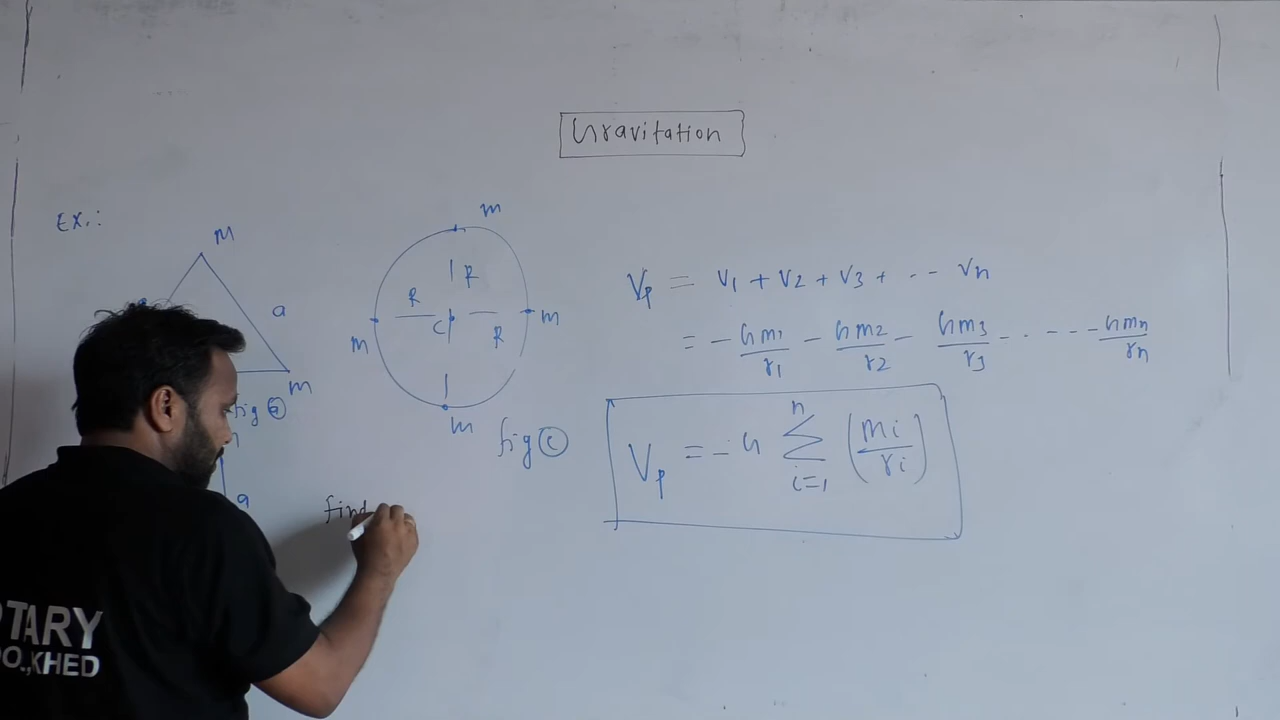 Gravitation
Ex.:
M
a
m
fig ⓐ
a
m
R
R
C
R
m
m
m
fig ⓒ
find
Vp = V1 + V2 + V3 + ... Vn
= - Gm1/r1 - Gm2/r2 - Gm3/r3 - ..... - Gmn/rn
Vp = - G n∑i=1 (mi/ri)
TARY
O.,KHED